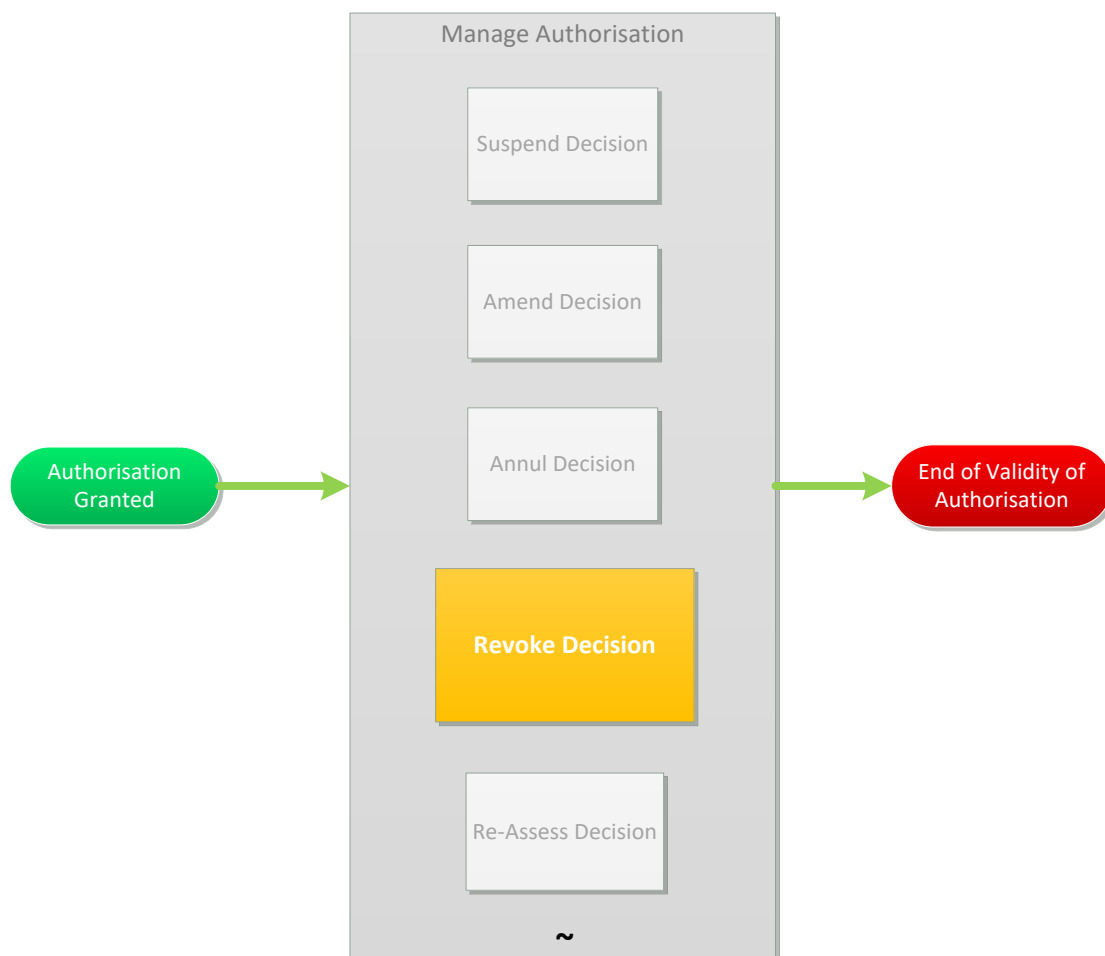 Manage Authorisation
Suspend Decision
Amend Decision
Annul Decision
Authorisation
Granted
End of Validity of
Authorisation
Revoke Decision
Re-Assess Decision
~